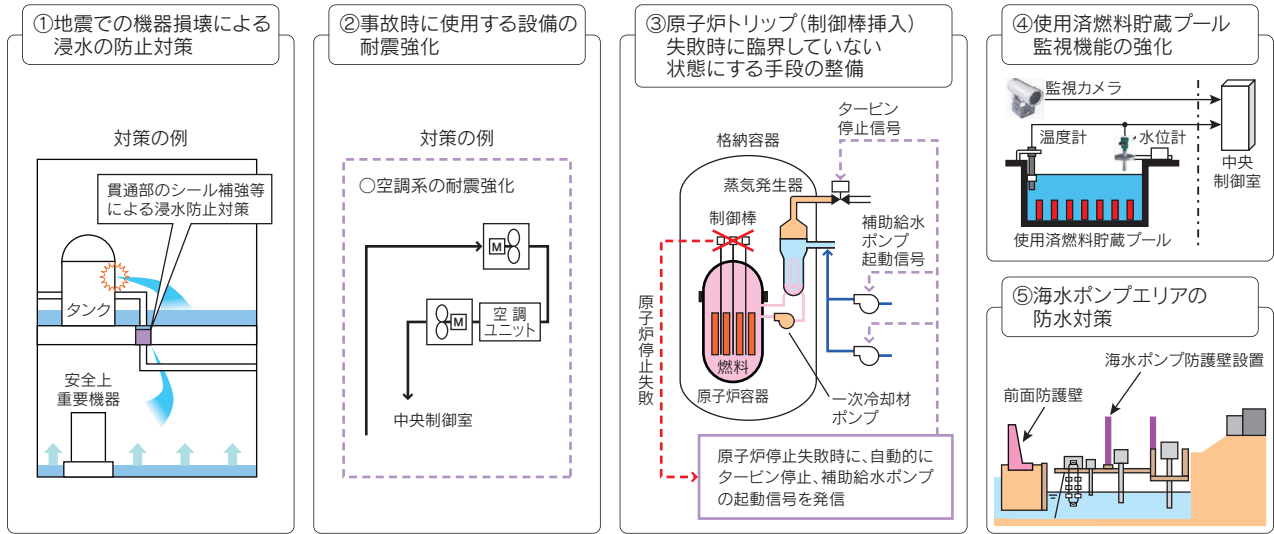 ①地震での機器損壊による
浸水の防止対策
対策の例
貫通部のシール補強等
による浸水防止対策
タンク
安全上
重要機器
②事故時に使用する設備の
耐震強化
対策の例
○空調系の耐震強化
M
M
空調
ユニット
中央制御室
③原子炉トリップ(制御棒挿入)
失敗時に臨界していない
状態にする手段の整備
タービン
停止信号
格納容器
蒸気発生器
制御棒
補助給水
ポンプ
起動信号
原子炉停止失敗
燃料
原子炉容器
一次冷却材
ポンプ
原子炉停止失敗時に、自動的に
タービン停止、補助給水ポンプ
の起動信号を発信
④使用済燃料貯蔵プール
監視機能の強化
監視カメラ
温度計
水位計
中央
制御室
使用済燃料貯蔵プール
⑤海水ポンプエリアの
防水対策
海水ポンプ防護壁設置
前面防護壁